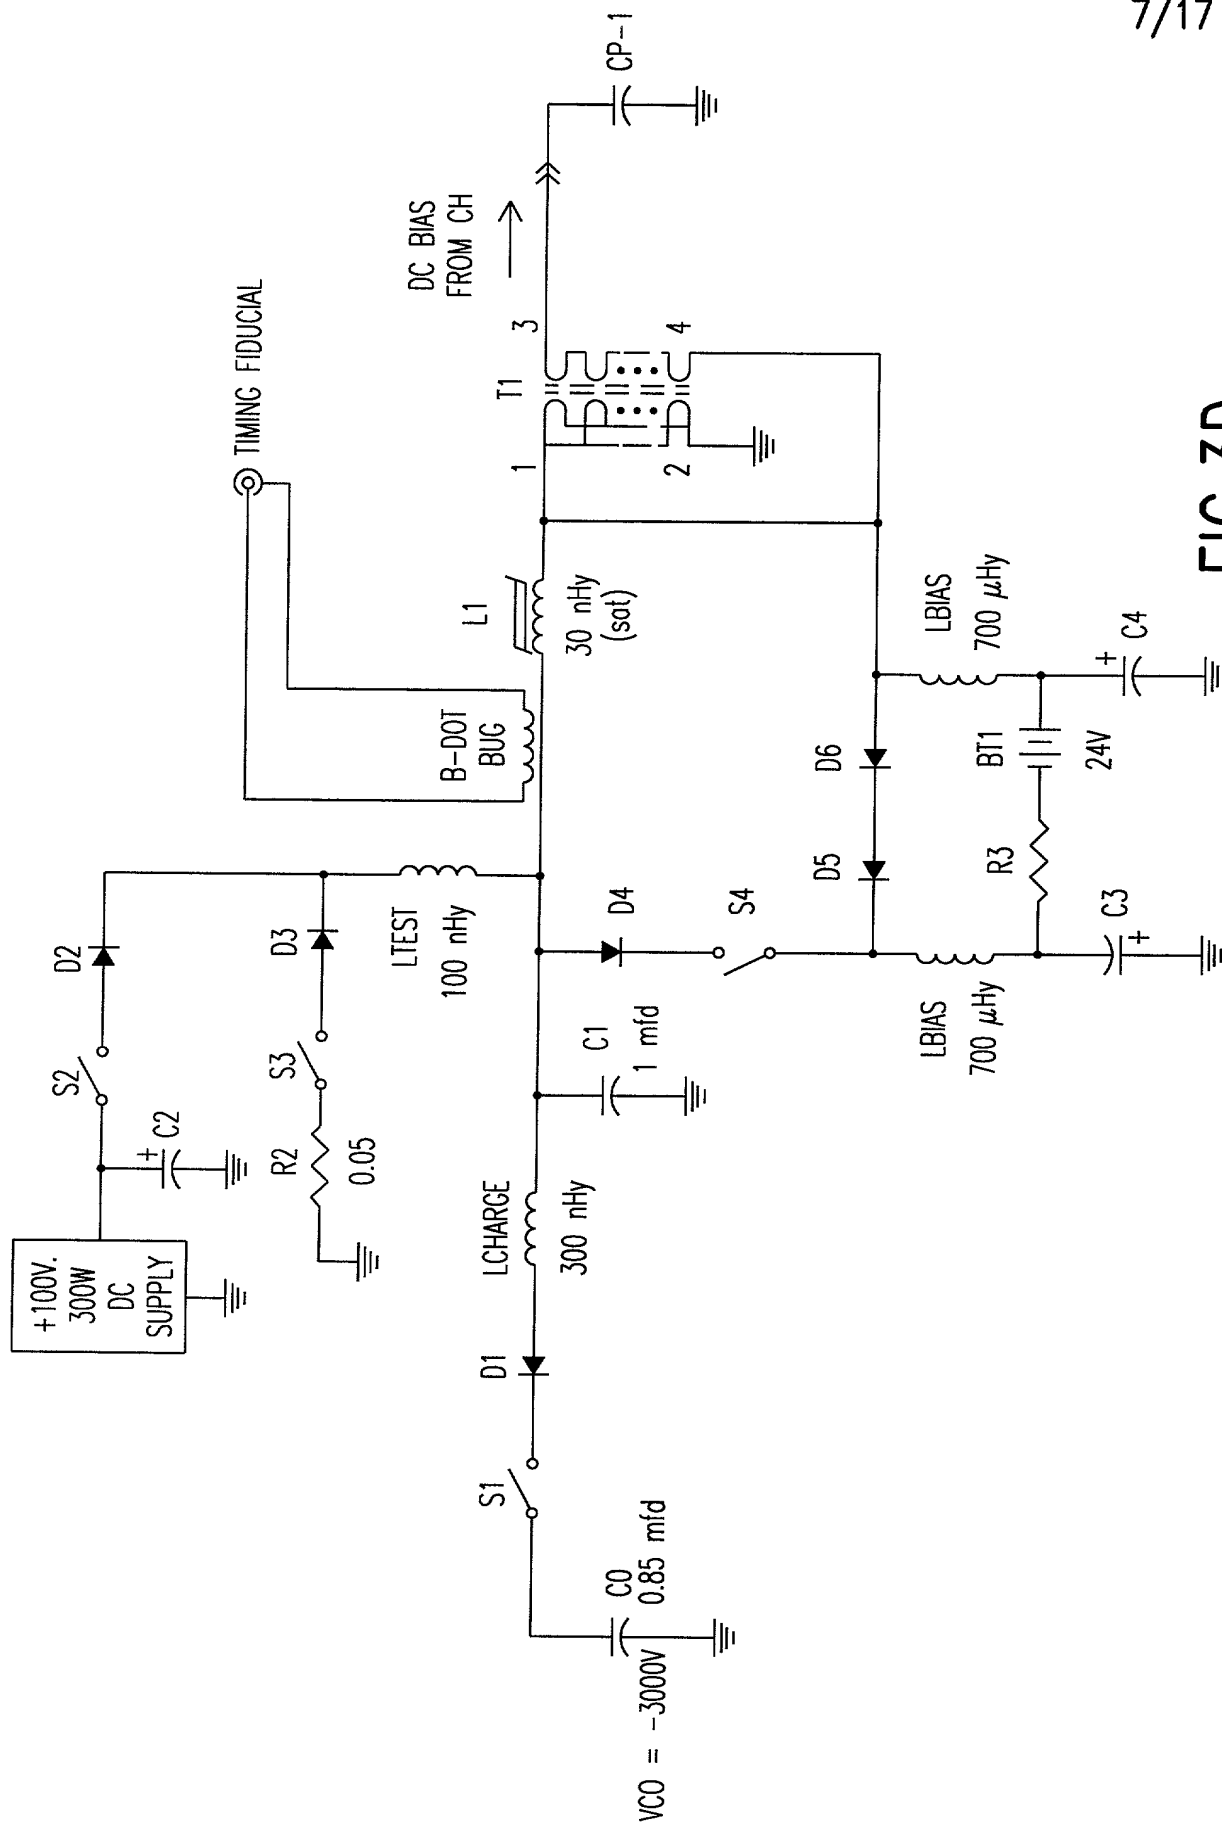 7/17
+100V.
300W
DC
SUPPLY
S2
D2
+
C2
R2
0.05
S3
D3
LTEST
100 nHy
TIMING FIDUCIAL
B-DOT
BUG
L1
30 nHy
(sat)
DC BIAS
FROM CH
T1
1
3
2
4
CP-1
VCO = -3000V
C0
0.85 mfd
S1
D1
LCHARGE
300 nHy
C1
1 mfd
D4
S4
D5
D6
LBIAS
700 μHy
LBIAS
700 μHy
R3
BT1
24V
C3
+
C4
+